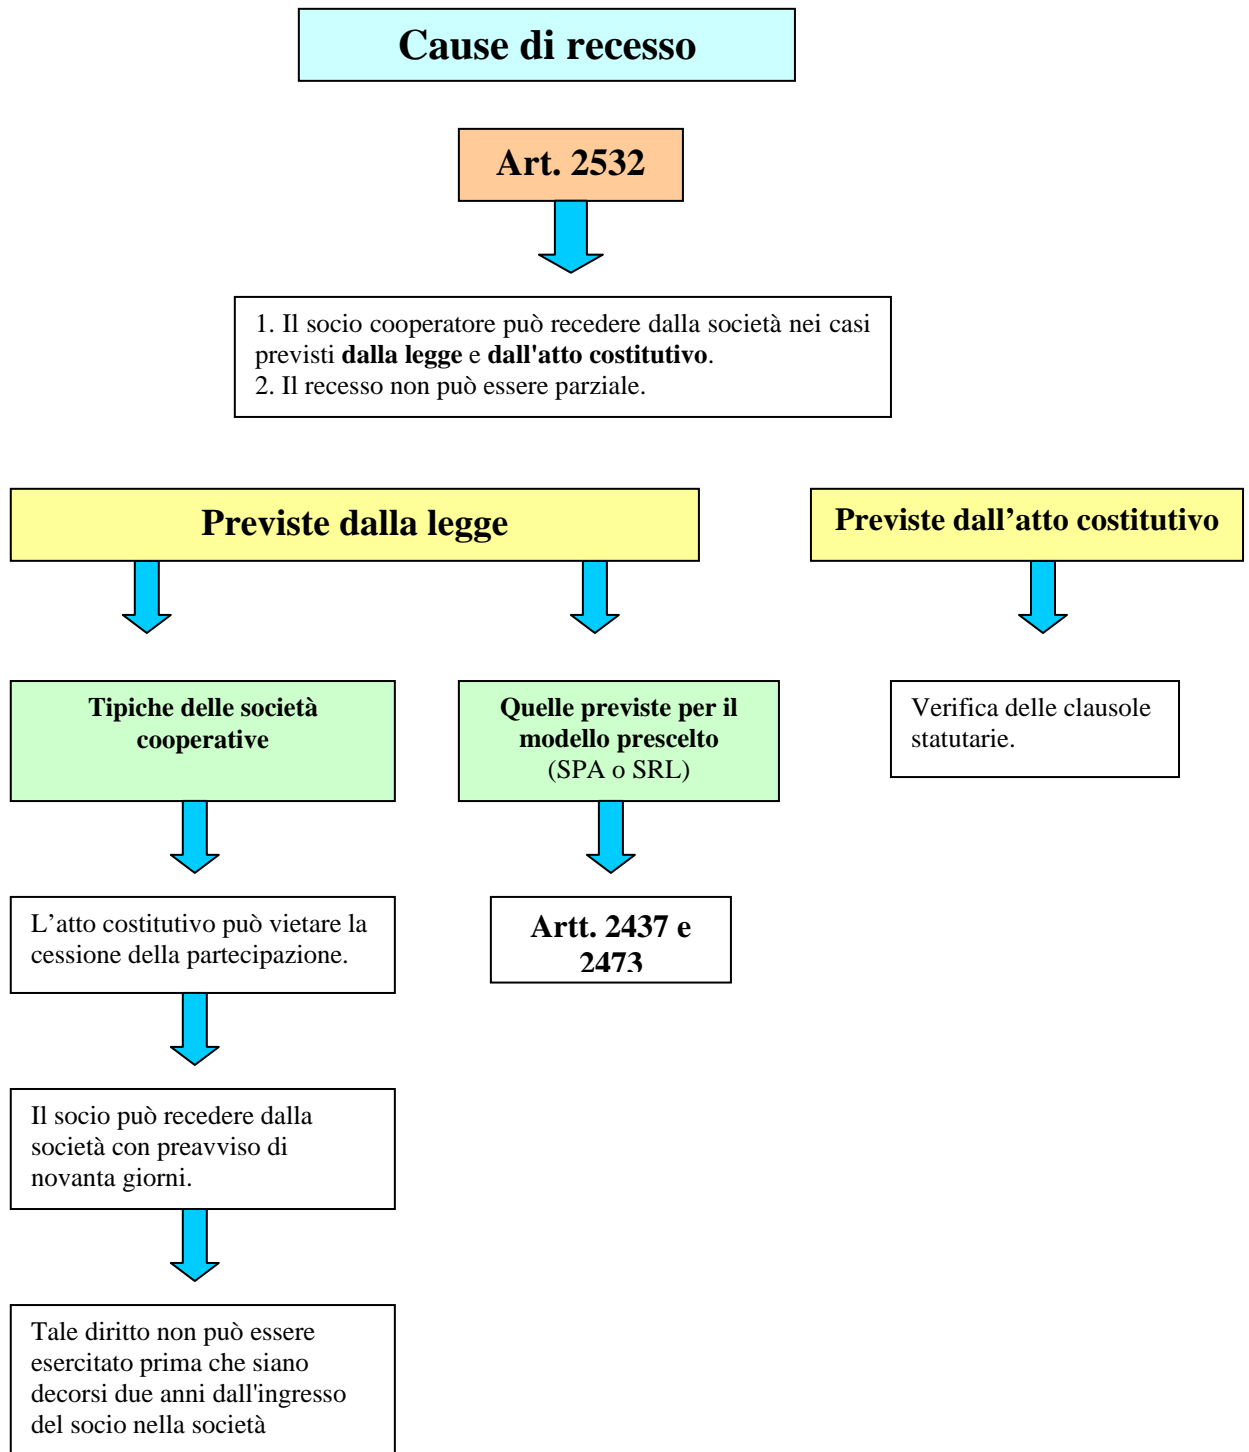 Cause di recesso
Art. 2532
1. Il socio cooperatore può recedere dalla società nei casi
previsti dalla legge e dall'atto costitutivo.
2. Il recesso non può essere parziale.
Previste dalla legge
Previste dall’atto costitutivo
Tipiche delle società
cooperative
Quelle previste per il
modello prescelto
(SPA o SRL)
Verifica delle clausole
statutarie.
L’atto costitutivo può vietare la
cessione della partecipazione.
Artt. 2437 e
2473
Il socio può recedere dalla
società con preavviso di
novanta giorni.
Tale diritto non può essere
esercitato prima che siano
decorsi due anni dall'ingresso
del socio nella società